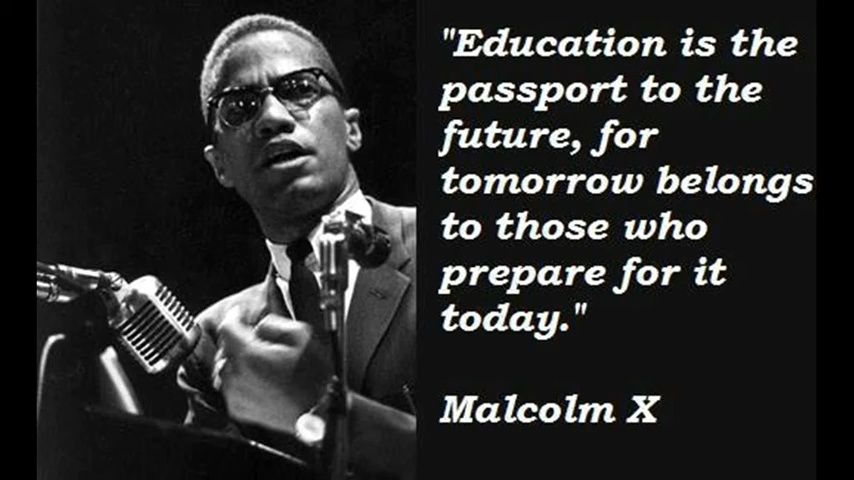 "Education is the
passport to the
future, for
tomorrow belongs
to those who
prepare for it
today."
Malcolm X